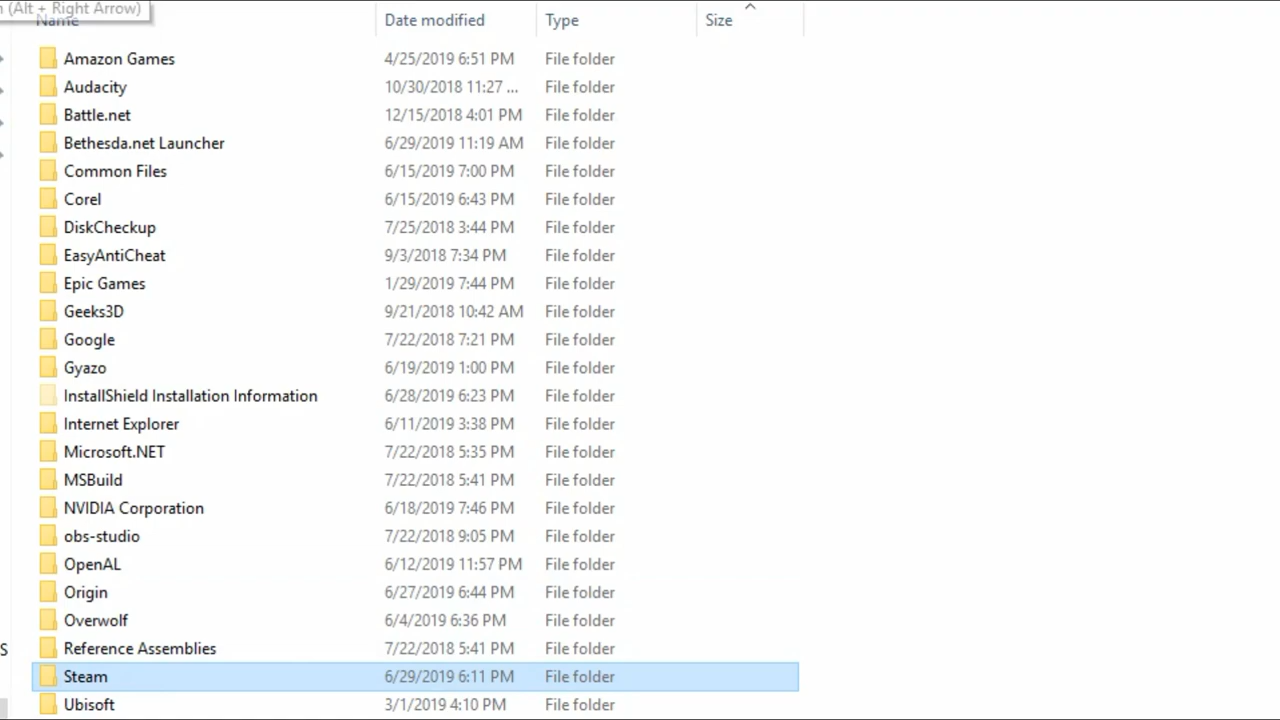 (Alt + Right Arrow)
Name Date modified Type Size
Amazon Games 4/25/2019 6:51 PM File folder
Audacity 10/30/2018 11:27 ... File folder
Battle.net 12/15/2018 4:01 PM File folder
Bethesda.net Launcher 6/29/2019 11:19 AM File folder
Common Files 6/15/2019 7:00 PM File folder
Corel 6/15/2019 6:43 PM File folder
DiskCheckup 7/25/2018 3:44 PM File folder
EasyAntiCheat 9/3/2018 7:34 PM File folder
Epic Games 1/29/2019 7:44 PM File folder
Geeks3D 9/21/2018 10:42 AM File folder
Google 7/22/2018 7:21 PM File folder
Gyazo 6/19/2019 1:00 PM File folder
InstallShield Installation Information 6/28/2019 6:23 PM File folder
Internet Explorer 6/11/2019 3:38 PM File folder
Microsoft.NET 7/22/2018 5:35 PM File folder
MSBuild 7/22/2018 5:41 PM File folder
NVIDIA Corporation 6/18/2019 7:46 PM File folder
obs-studio 7/22/2018 9:05 PM File folder
OpenAL 6/12/2019 11:57 PM File folder
Origin 6/27/2019 6:44 PM File folder
Overwolf 6/4/2019 6:36 PM File folder
Reference Assemblies 7/22/2018 5:41 PM File folder
Steam 6/29/2019 6:11 PM File folder
Ubisoft 3/1/2019 4:10 PM File folder